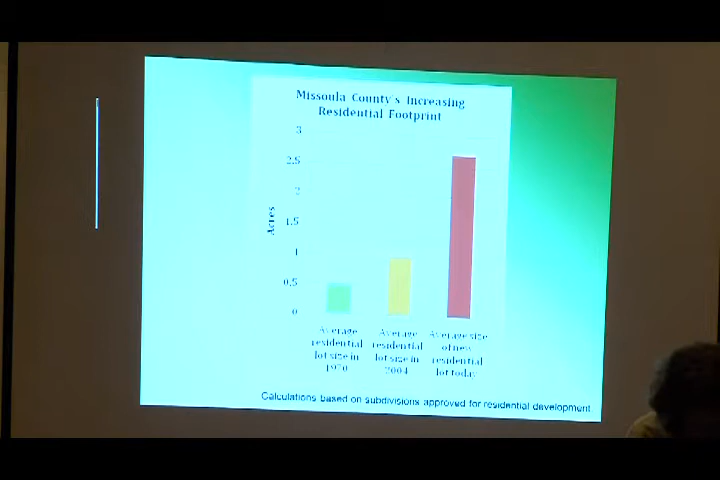 Missoula County's Increasing
Residential Footprint
3
2.5
2
1.5
1
0.5
0
Acres
Average
residential
lot size in
1970
Average
residential
lot size in
2004
Average size
of new
residential
lot today
Calculations based on subdivisions approved for residential development